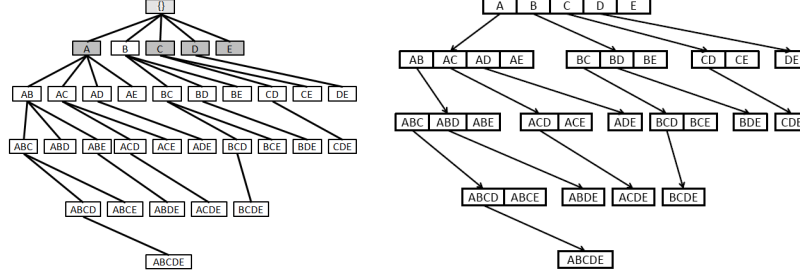 {}
A B C D E
AB AC AD AE BC BD BE CD CE DE
ABC ABD ABE ACD ACE ADE BCD BCE BDE CDE
ABCD ABCE ABDE ACDE BCDE
ABCDE
A B C D E
AB AC AD AE BC BD BE CD CE DE
ABC ABD ABE ACD ACE ADE BCD BCE BDE CDE
ABCD ABCE ABDE ACDE BCDE
ABCDE